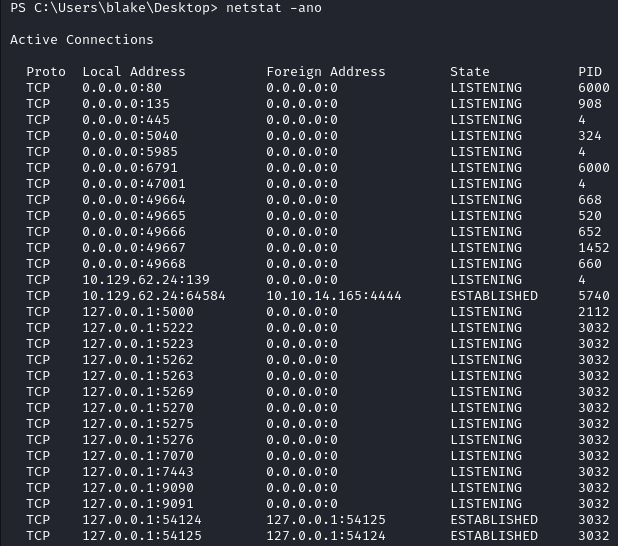 PS C:\Users\blake\Desktop> netstat -ano
Active Connections
Proto  Local Address          Foreign Address        State           PID
TCP    0.0.0.0:80             0.0.0.0:0              LISTENING       6000
TCP    0.0.0.0:135            0.0.0.0:0              LISTENING       908
TCP    0.0.0.0:445            0.0.0.0:0              LISTENING       4
TCP    0.0.0.0:5040           0.0.0.0:0              LISTENING       324
TCP    0.0.0.0:5985           0.0.0.0:0              LISTENING       4
TCP    0.0.0.0:6791           0.0.0.0:0              LISTENING       6000
TCP    0.0.0.0:47001          0.0.0.0:0              LISTENING       4
TCP    0.0.0.0:49664          0.0.0.0:0              LISTENING       668
TCP    0.0.0.0:49665          0.0.0.0:0              LISTENING       520
TCP    0.0.0.0:49666          0.0.0.0:0              LISTENING       652
TCP    0.0.0.0:49667          0.0.0.0:0              LISTENING       1452
TCP    0.0.0.0:49668          0.0.0.0:0              LISTENING       660
TCP    10.129.62.24:139       0.0.0.0:0              LISTENING       4
TCP    10.129.62.24:64584     10.10.14.165:4444      ESTABLISHED     5740
TCP    127.0.0.1:5000         0.0.0.0:0              LISTENING       2112
TCP    127.0.0.1:5222         0.0.0.0:0              LISTENING       3032
TCP    127.0.0.1:5223         0.0.0.0:0              LISTENING       3032
TCP    127.0.0.1:5262         0.0.0.0:0              LISTENING       3032
TCP    127.0.0.1:5263         0.0.0.0:0              LISTENING       3032
TCP    127.0.0.1:5269         0.0.0.0:0              LISTENING       3032
TCP    127.0.0.1:5270         0.0.0.0:0              LISTENING       3032
TCP    127.0.0.1:5275         0.0.0.0:0              LISTENING       3032
TCP    127.0.0.1:5276         0.0.0.0:0              LISTENING       3032
TCP    127.0.0.1:7070         0.0.0.0:0              LISTENING       3032
TCP    127.0.0.1:7443         0.0.0.0:0              LISTENING       3032
TCP    127.0.0.1:9090         0.0.0.0:0              LISTENING       3032
TCP    127.0.0.1:9091         0.0.0.0:0              LISTENING       3032
TCP    127.0.0.1:54124        127.0.0.1:54125        ESTABLISHED     3032
TCP    127.0.0.1:54125        127.0.0.1:54124        ESTABLISHED     3032